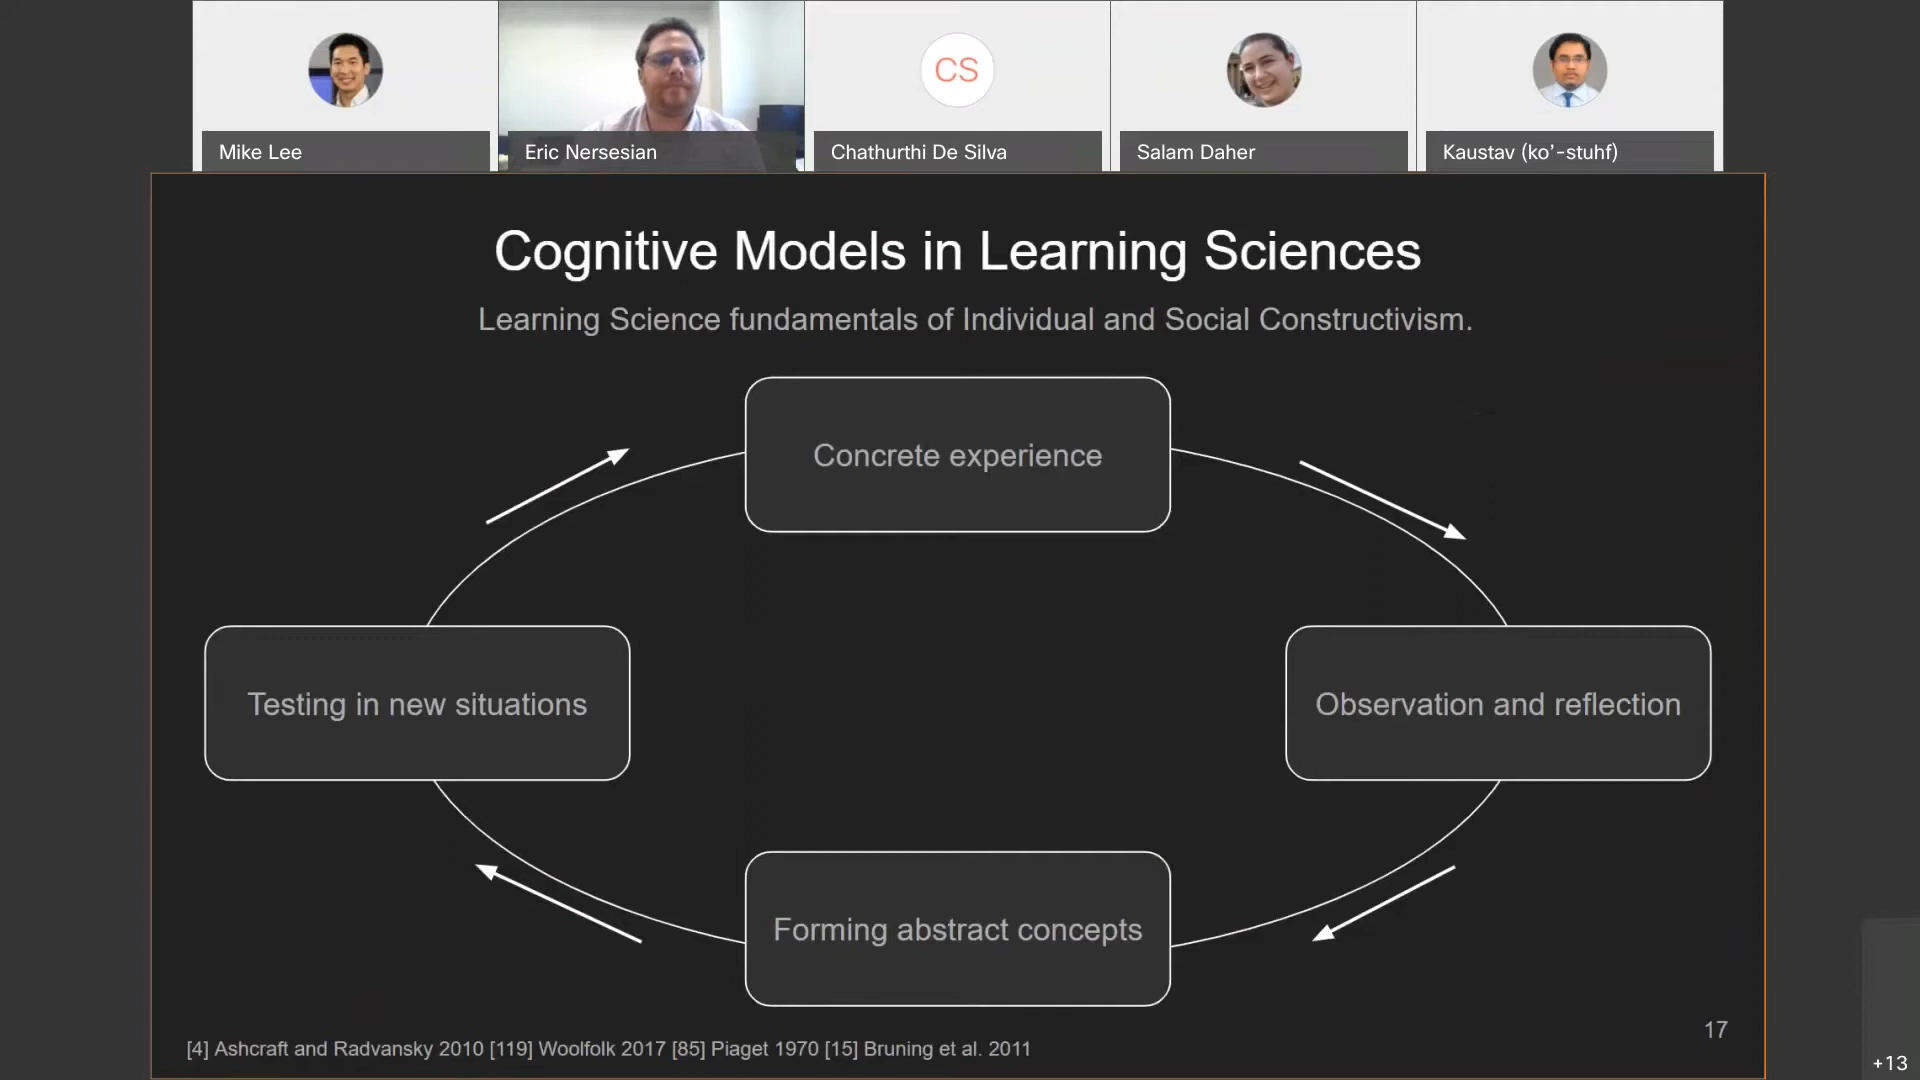 CS
Mike Lee
Eric Nersesian
Chathurthi De Silva
Salam Daher
Kaustav (ko’-stuhf)
Cognitive Models in Learning Sciences
Learning Science fundamentals of Individual and Social Constructivism.
Concrete experience
Testing in new situations
Observation and reflection
Forming abstract concepts
17
[4] Ashcraft and Radvansky 2010 [119] Woolfolk 2017 [85] Piaget 1970 [15] Bruning et al. 2011
+13